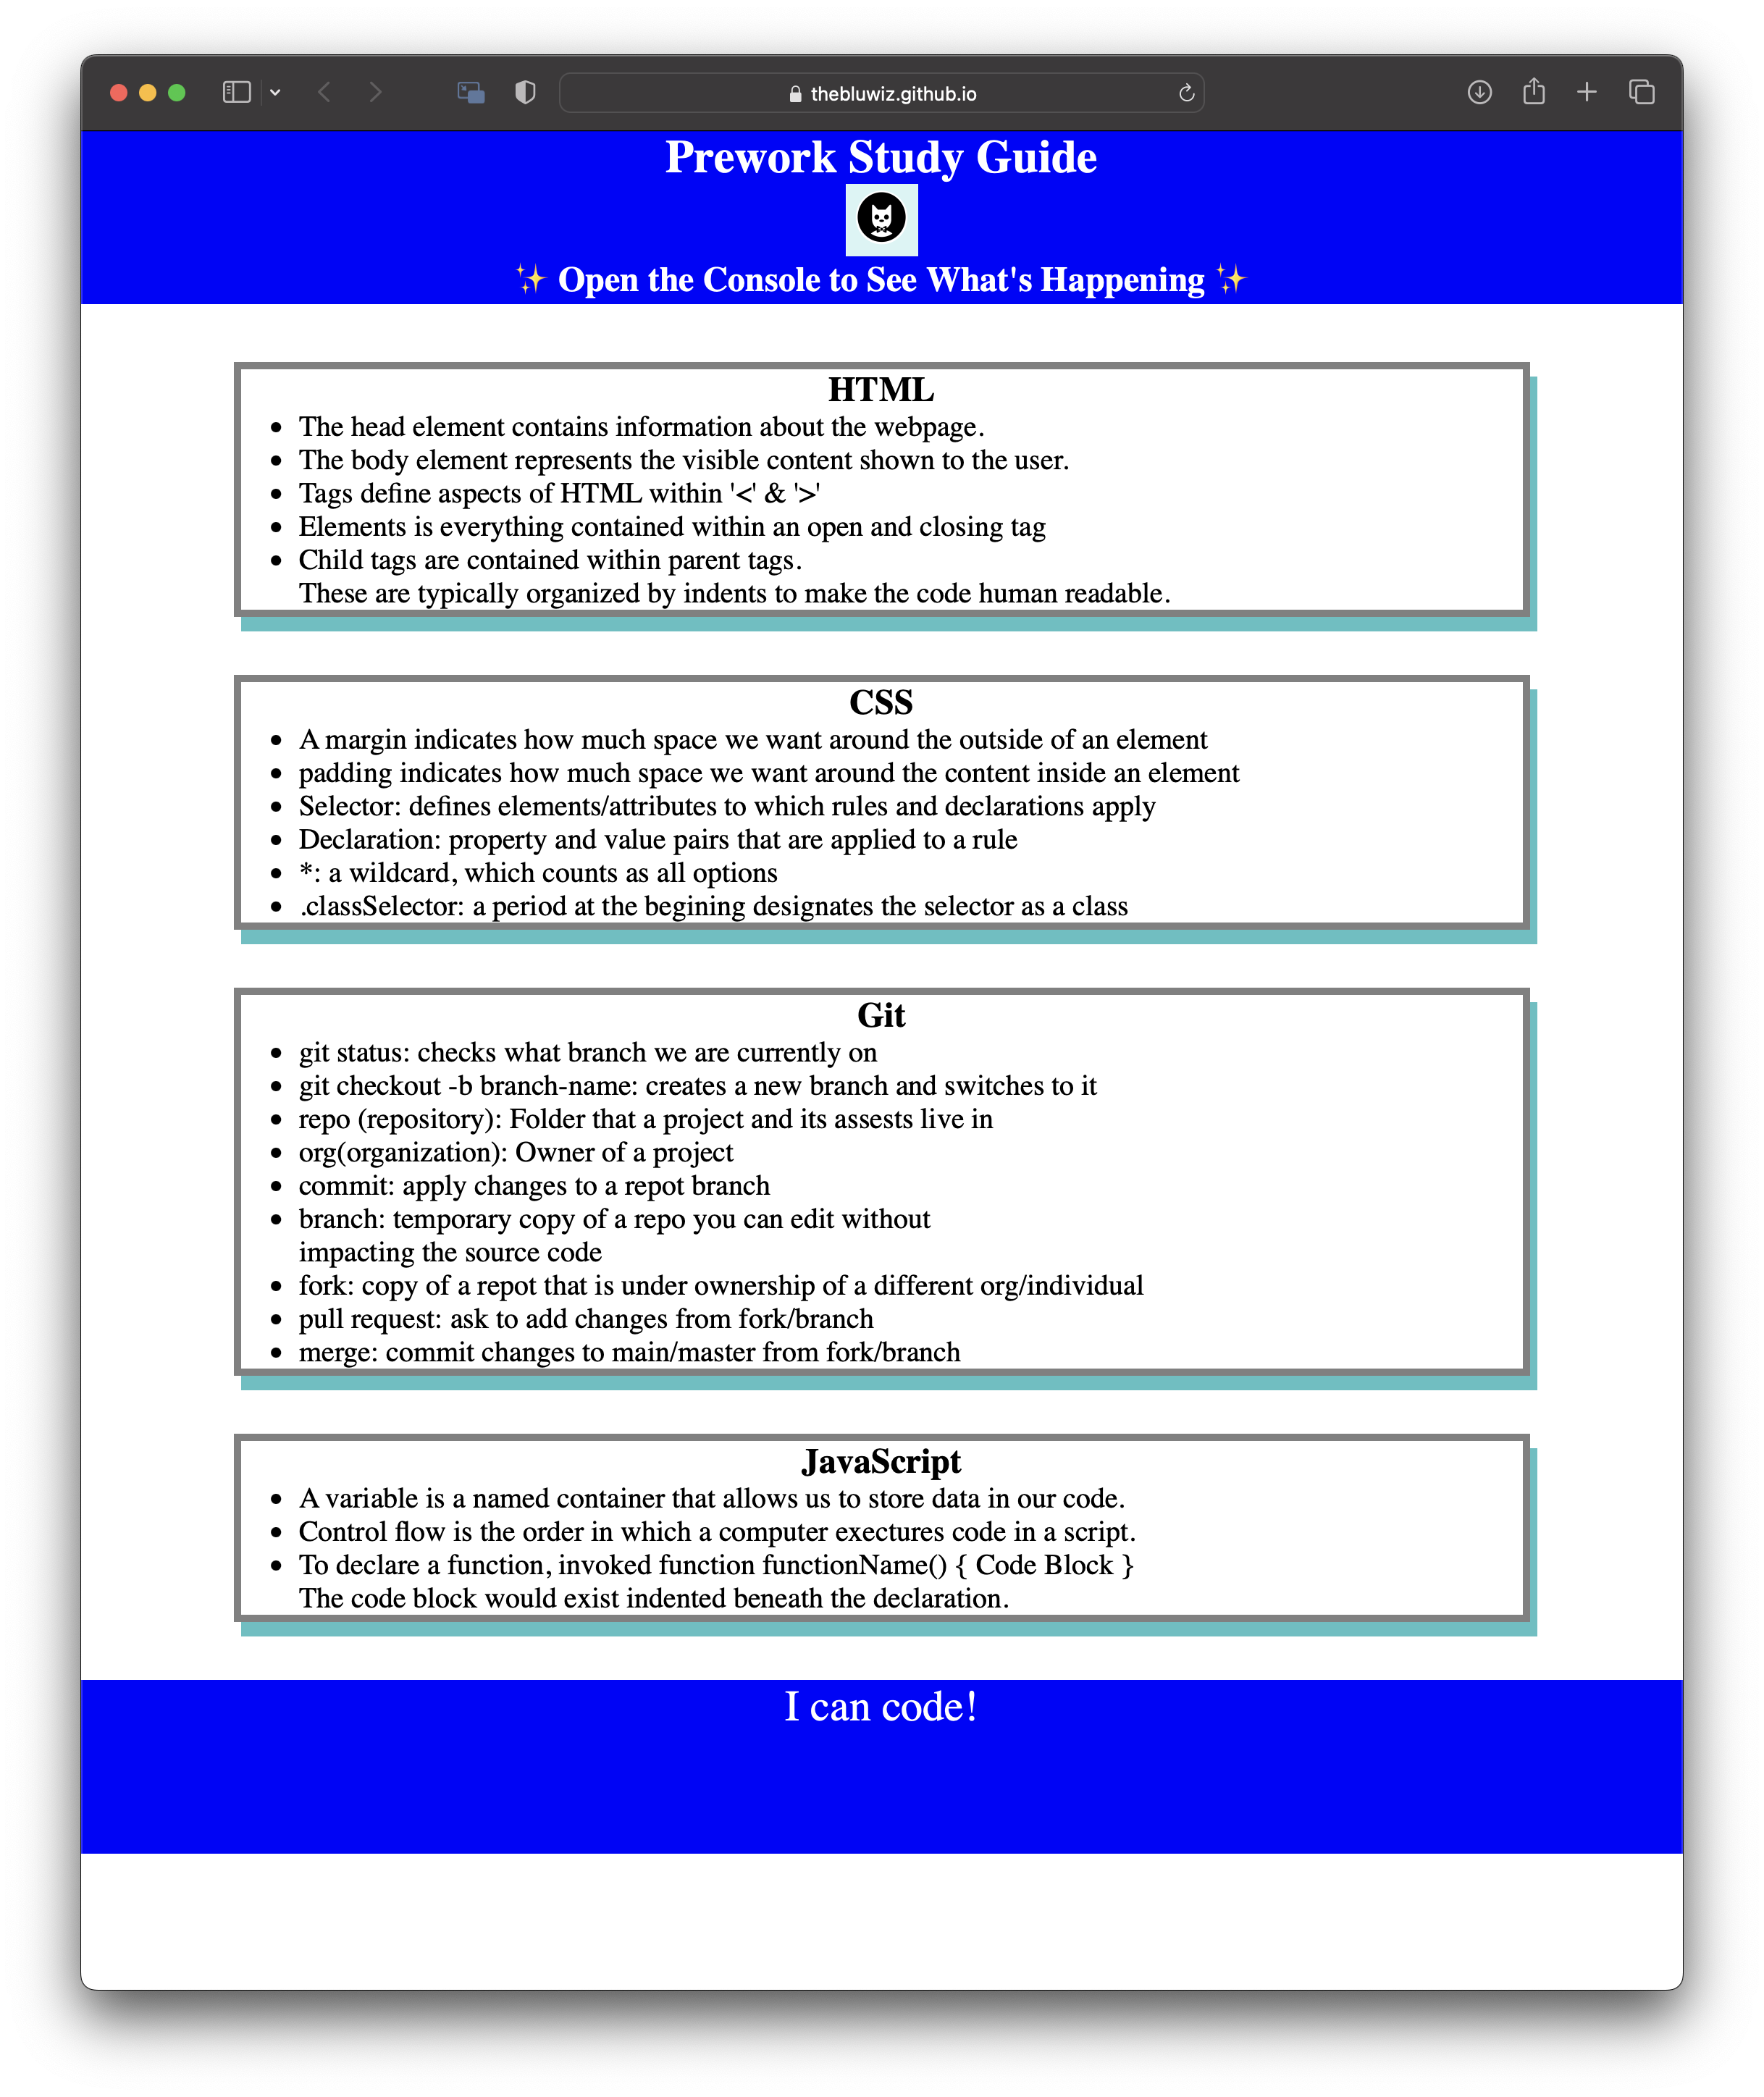 thebluwiz.github.io
Prework Study Guide
✨ Open the Console to See What's Happening ✨
HTML
• The head element contains information about the webpage.
• The body element represents the visible content shown to the user.
• Tags define aspects of HTML within '<' & '>'
• Elements is everything contained within an open and closing tag
• Child tags are contained within parent tags.
These are typically organized by indents to make the code human readable.
CSS
• A margin indicates how much space we want around the outside of an element
• padding indicates how much space we want around the content inside an element
• Selector: defines elements/attributes to which rules and declarations apply
• Declaration: property and value pairs that are applied to a rule
• *: a wildcard, which counts as all options
• .classSelector: a period at the begining designates the selector as a class
Git
• git status: checks what branch we are currently on
• git checkout -b branch-name: creates a new branch and switches to it
• repo (repository): Folder that a project and its assests live in
• org(organization): Owner of a project
• commit: apply changes to a repot branch
• branch: temporary copy of a repo you can edit without
impacting the source code
• fork: copy of a repot that is under ownership of a different org/individual
• pull request: ask to add changes from fork/branch
• merge: commit changes to main/master from fork/branch
JavaScript
• A variable is a named container that allows us to store data in our code.
• Control flow is the order in which a computer exectures code in a script.
• To declare a function, invoked function functionName() { Code Block }
The code block would exist indented beneath the declaration.
I can code!